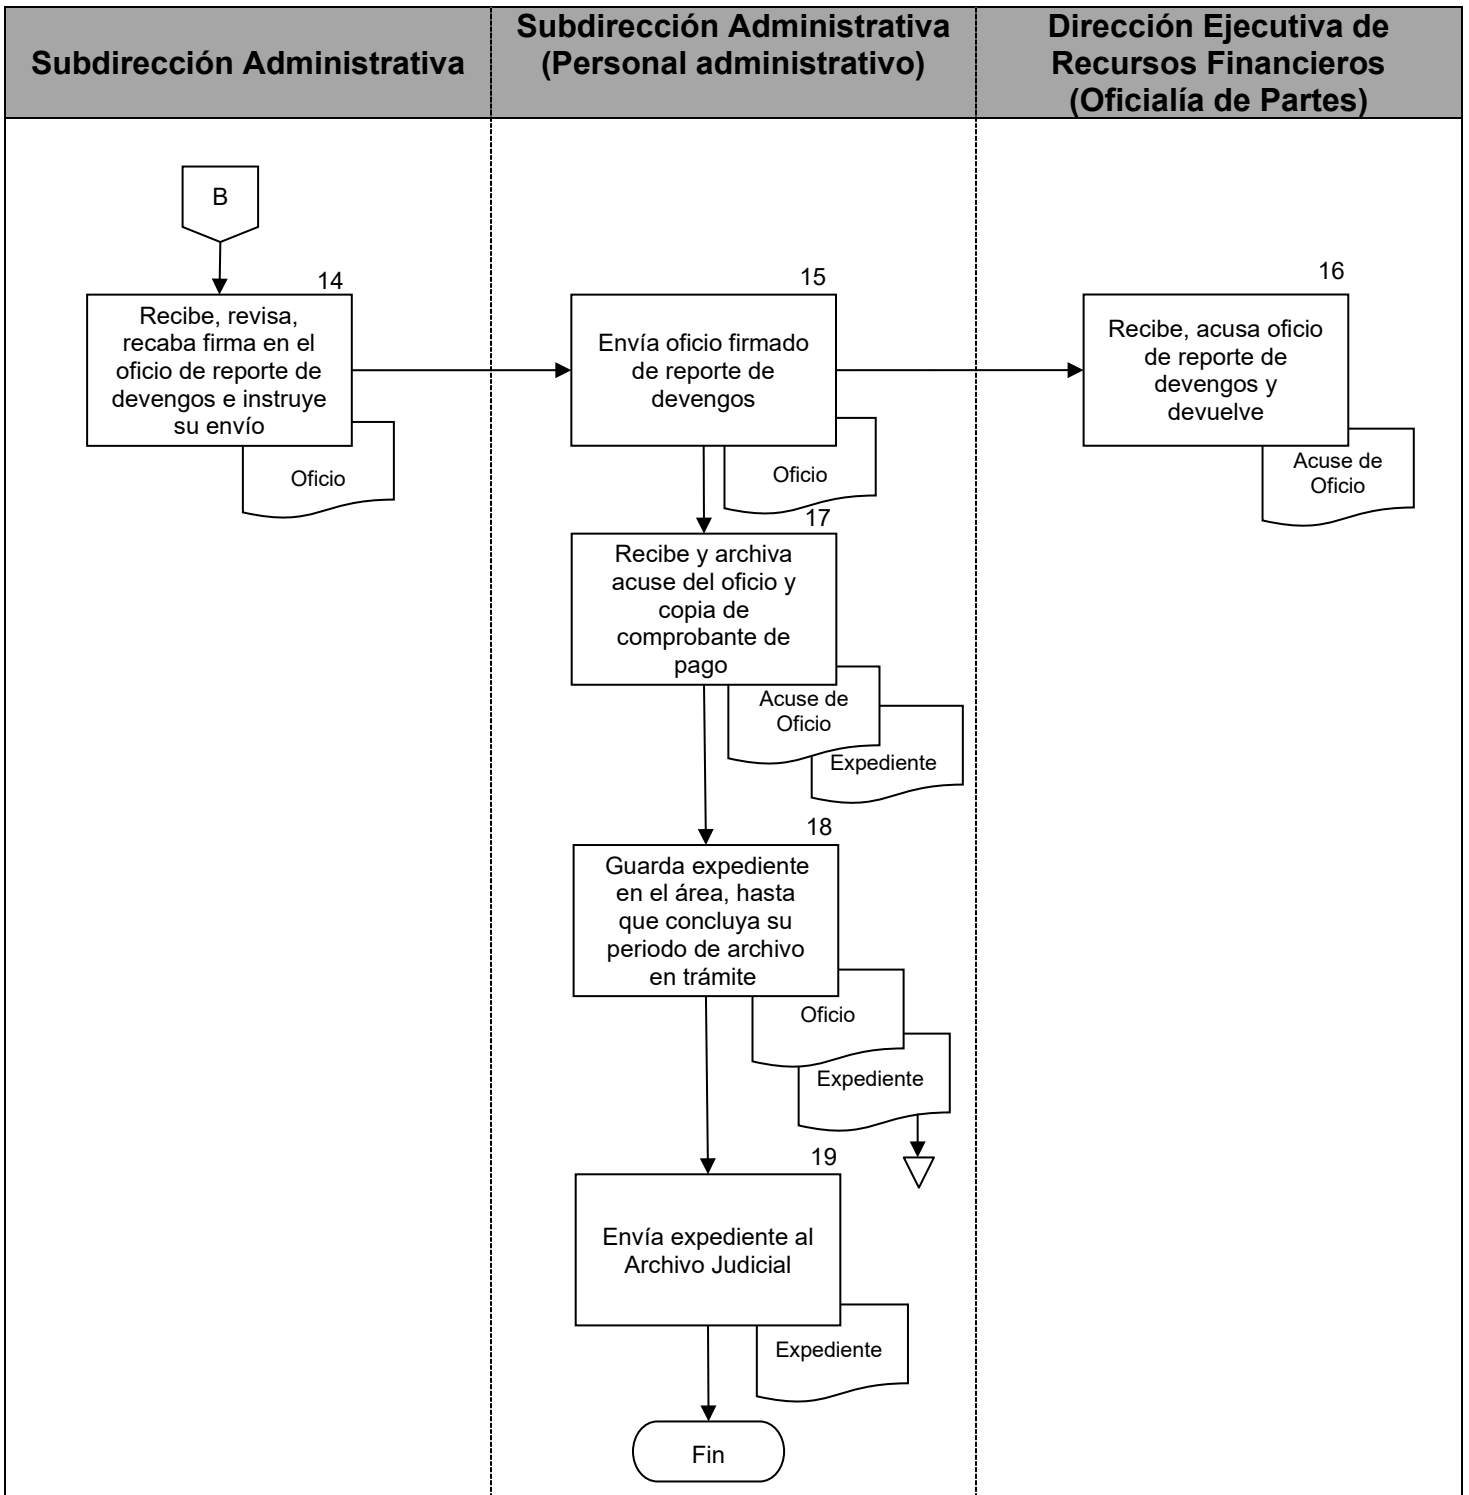 Subdirección Administrativa
Subdirección Administrativa
(Personal administrativo)
Dirección Ejecutiva de
Recursos Financieros
(Oficialía de Partes)
B
14
Recibe, revisa,
recaba firma en el
oficio de reporte de
devengos e instruye
su envío
Oficio
15
Envía oficio firmado
de reporte de
devengos
Oficio
16
Recibe, acusa oficio
de reporte de
devengos y
devuelve
Acuse de
Oficio
17
Recibe y archiva
acuse del oficio y
copia de
comprobante de
pago
Acuse de
Oficio
Expediente
18
Guarda expediente
en el área, hasta
que concluya su
periodo de archivo
en trámite
Oficio
Expediente
19
Envía expediente al
Archivo Judicial
Expediente
Fin